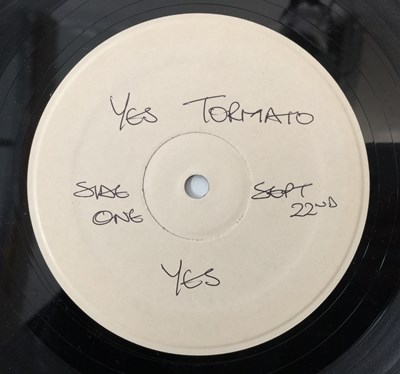 YES TORMATO
SIDE
ONE
SEPT
22ND
YES